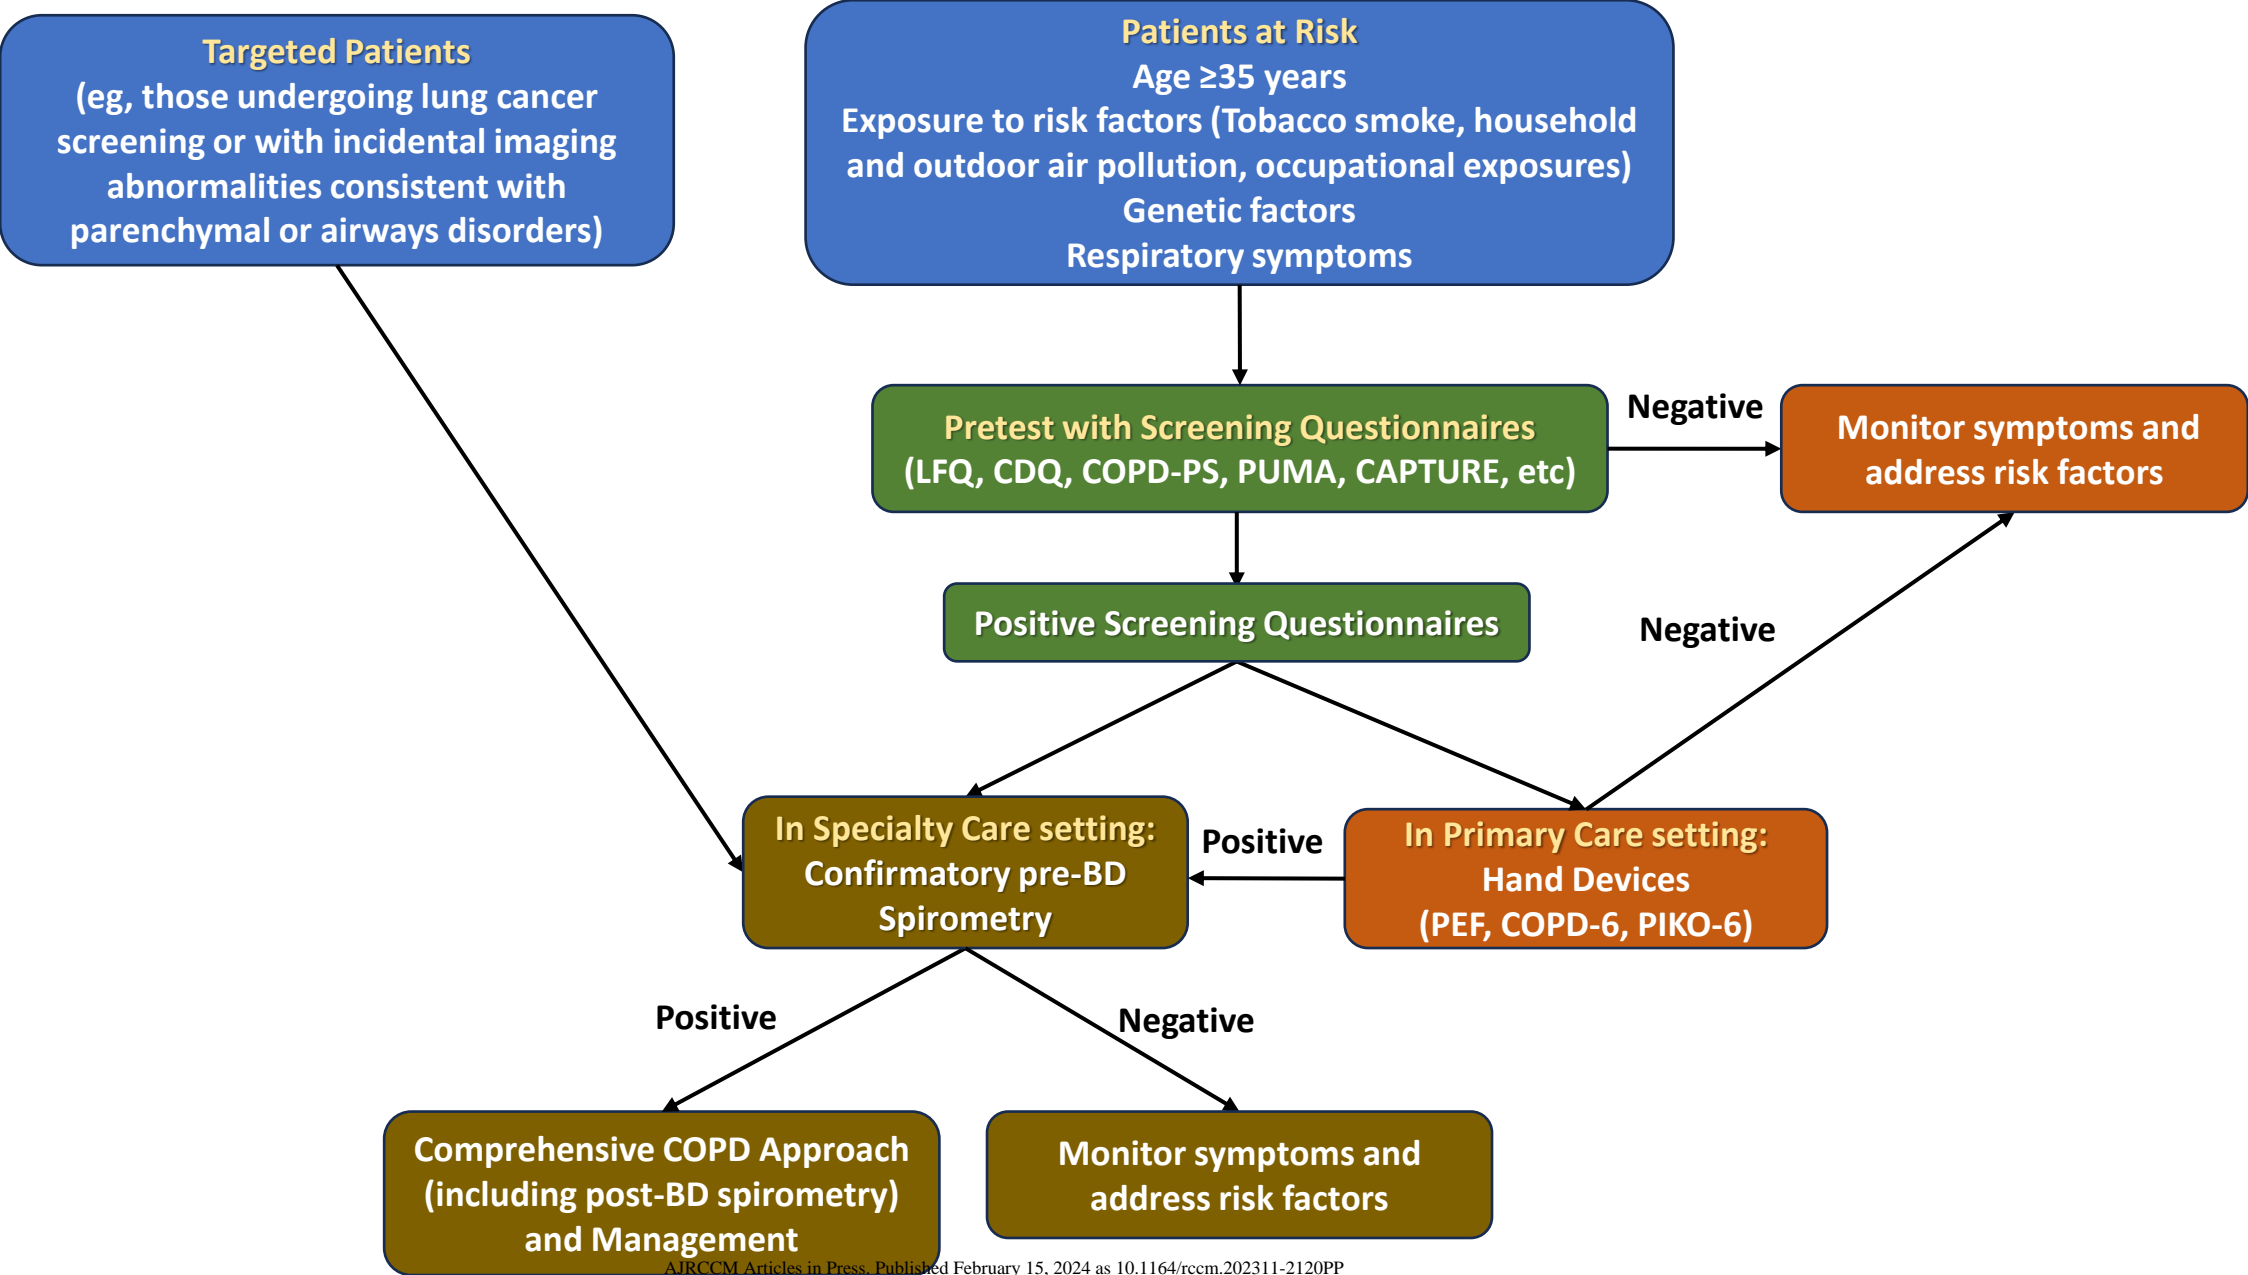 Targeted Patients
(eg, those undergoing lung cancer
screening or with incidental imaging
abnormalities consistent with
parenchymal or airways disorders)
Patients at Risk
Age ≥35 years
Exposure to risk factors (Tobacco smoke, household
and outdoor air pollution, occupational exposures)
Genetic factors
Respiratory symptoms
Pretest with Screening Questionnaires
(LFQ, CDQ, COPD-PS, PUMA, CAPTURE, etc)
Negative
Monitor symptoms and
address risk factors
Positive Screening Questionnaires
Negative
In Specialty Care setting:
Confirmatory pre-BD
Spirometry
Positive
In Primary Care setting:
Hand Devices
(PEF, COPD-6, PIKO-6)
Positive
Negative
Comprehensive COPD Approach
(including post-BD spirometry)
and Management
Monitor symptoms and
address risk factors
AJRCCM Articles in Press. Published February 15, 2024 as 10.1164/rccm.202311-2120PP